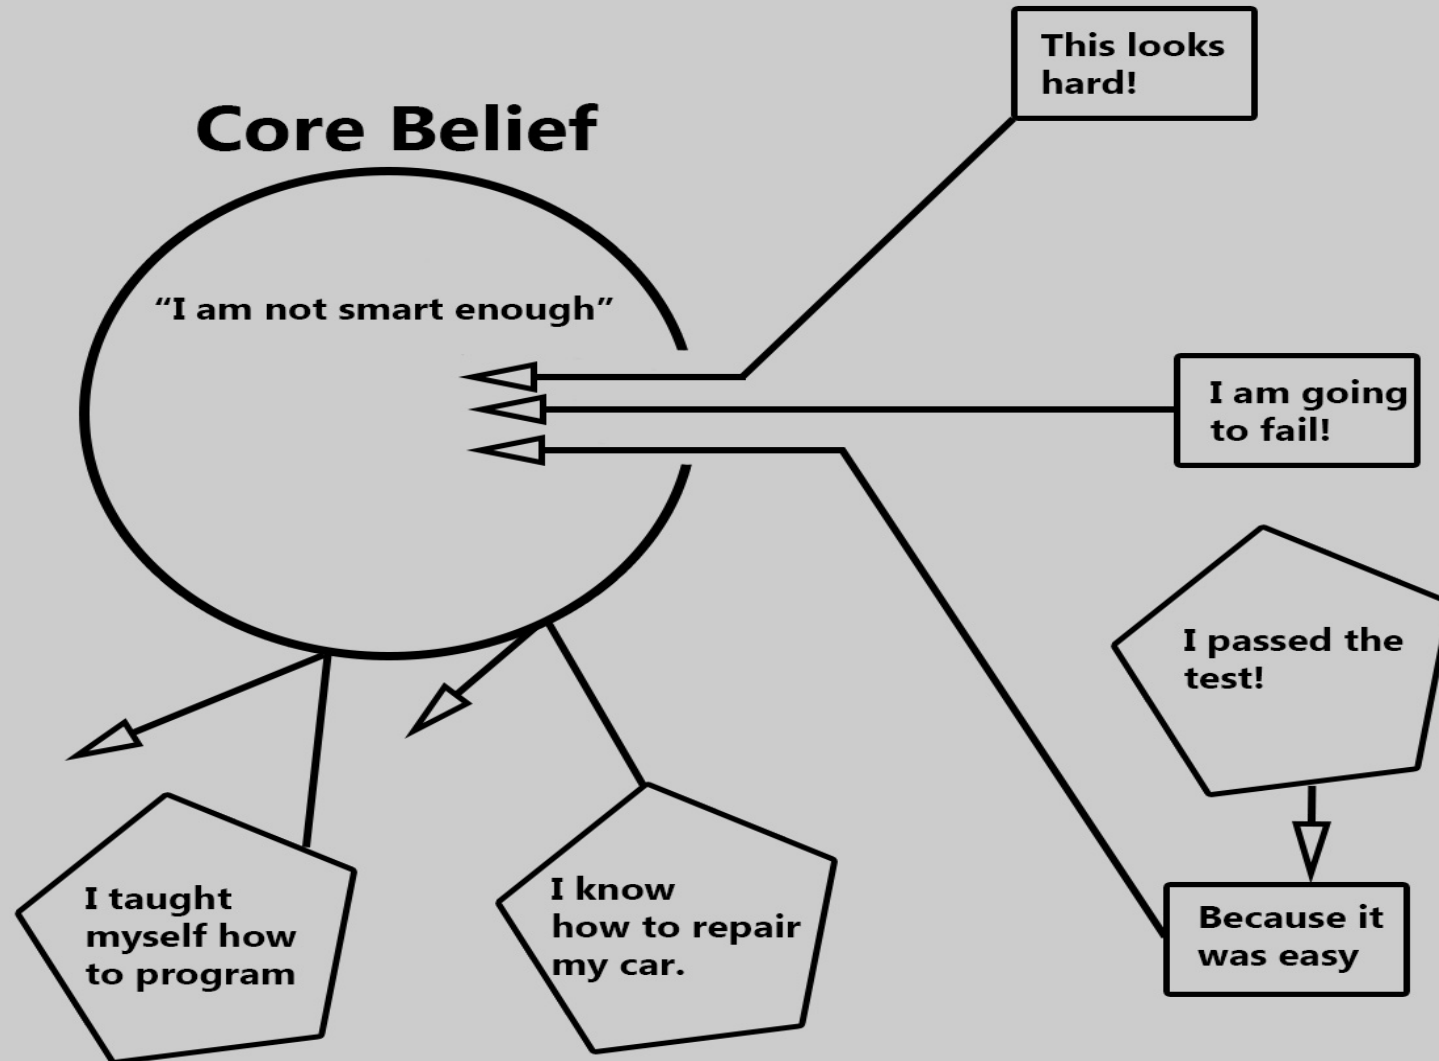 This looks
hard!
Core Belief
“I am not smart enough”
I am going
to fail!
I passed the
test!
I taught
myself how
to program
I know
how to repair
my car.
Because it
was easy